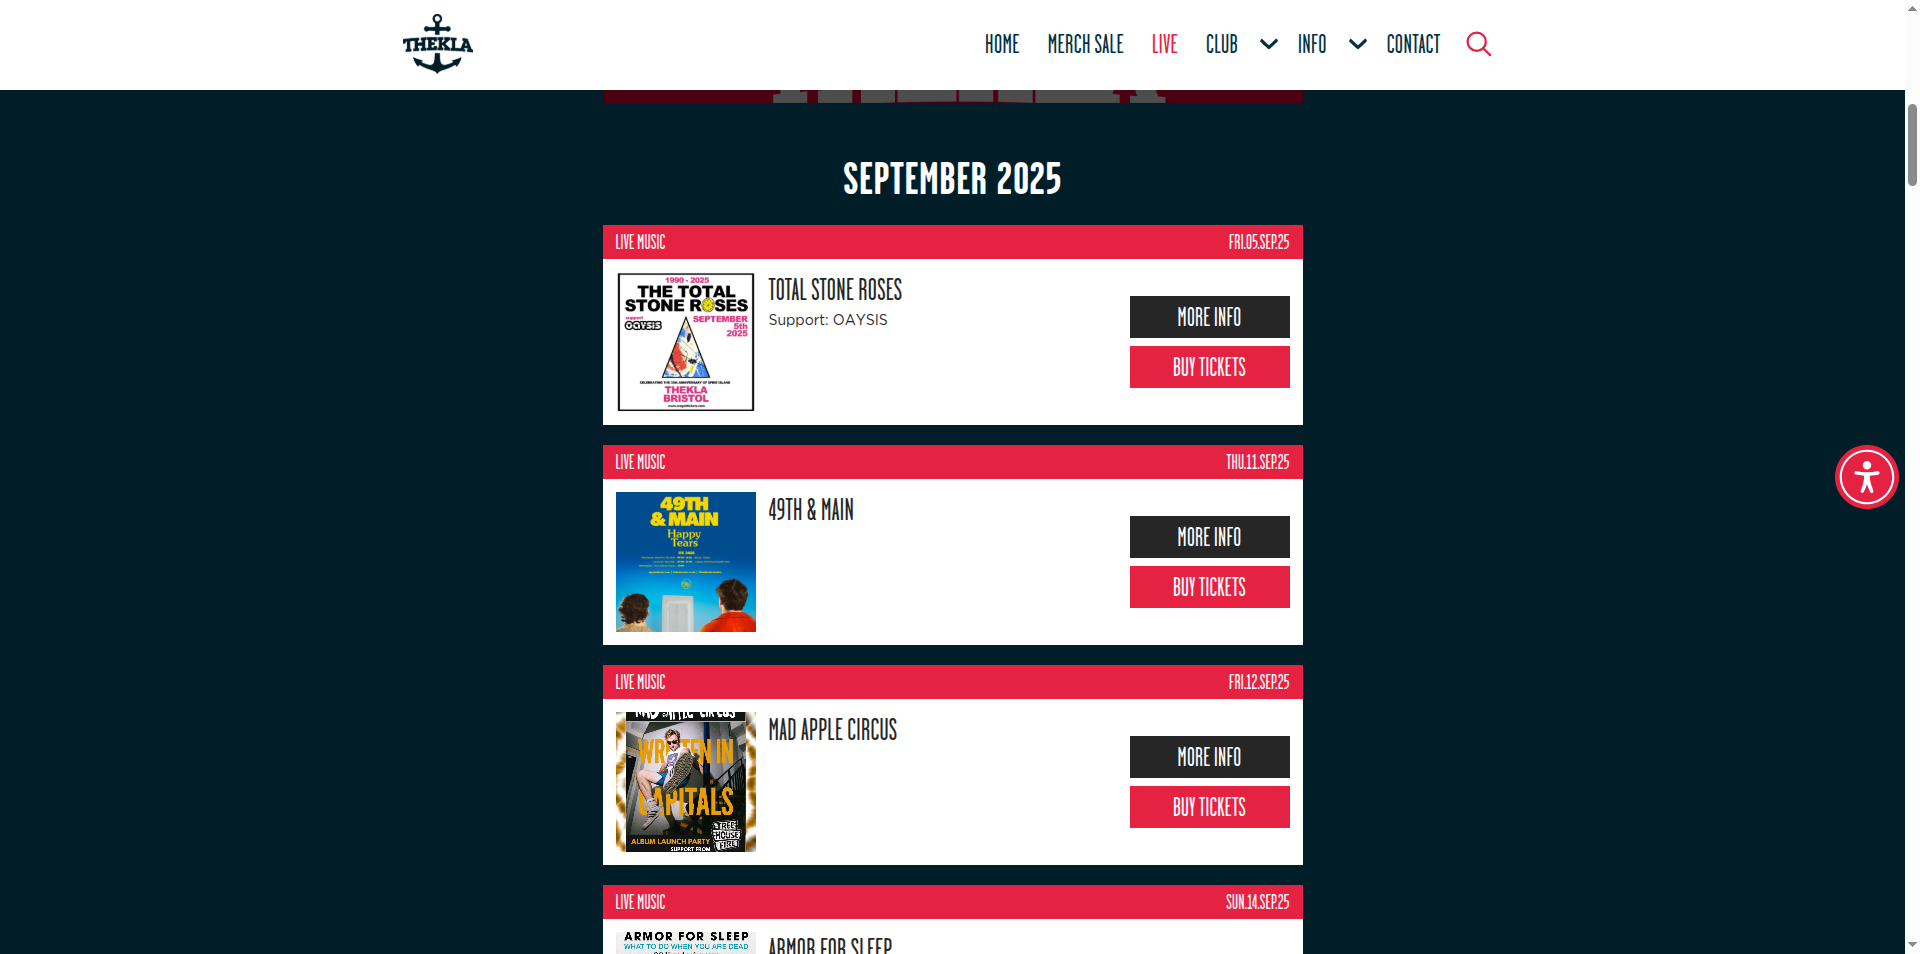 THEKLA
HOME
MERCH SALE
LIVE
CLUB
INFO
CONTACT
SEPTEMBER 2025
LIVE MUSIC
FRI.05.SEP.25
1990 - 2025
THE TOTAL
STONE ROSES
support
OAYSIS
SEPTEMBER
5th
2025
THEKLA
BRISTOL
TOTAL STONE ROSES
Support: OAYSIS
MORE INFO
BUY TICKETS
LIVE MUSIC
THU.11.SEP.25
49TH
& MAIN
Happy
Tears
49TH & MAIN
MORE INFO
BUY TICKETS
LIVE MUSIC
FRI.12.SEP.25
MAD APPLE CIRCUS
WRITTEN IN
CAPITALS
ALBUM LAUNCH PARTY
SUPPORT FROM
TREE
HOUSE
FIRE
MAD APPLE CIRCUS
MORE INFO
BUY TICKETS
LIVE MUSIC
SUN.14.SEP.25
ARMOR FOR SLEEP
WHAT TO DO WHEN YOU ARE DEAD
ARMOR FOR SLEEP